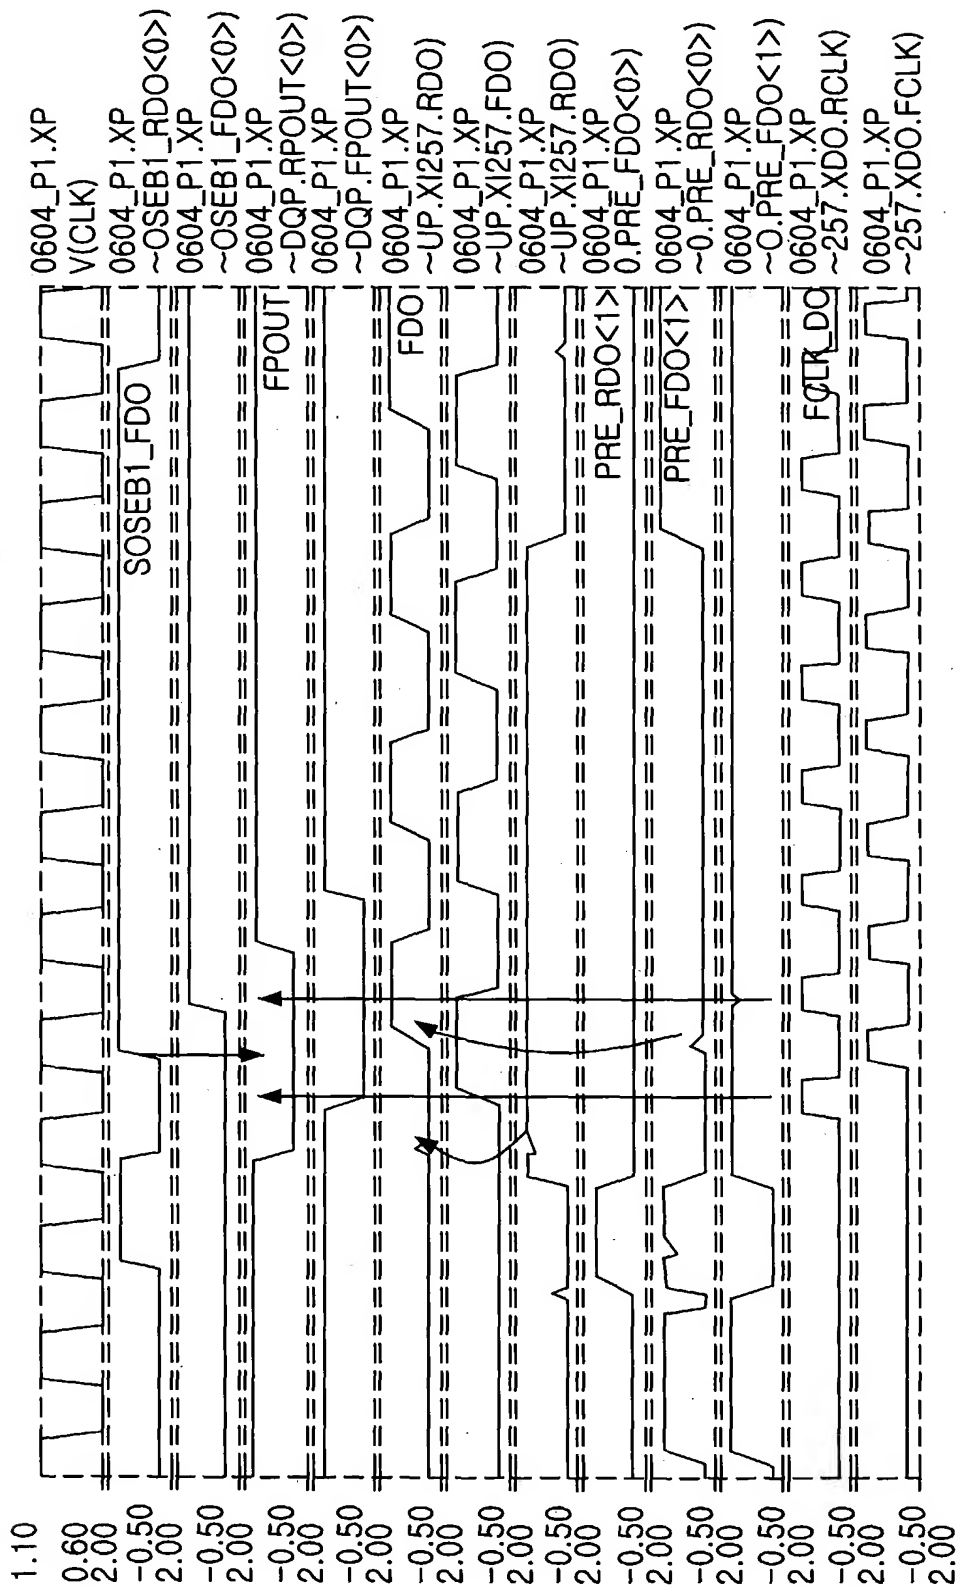 0604_P1.XP
V(CLK)
0604_P1.XP
~OSEB1_RDO<0>)
0604_P1.XP
~OSEB1_FDO<0>)
0604_P1.XP
~DQP.RPOUT<0>)
0604_P1.XP
~DQP.FPOUT<0>)
0604_P1.XP
~UP.XI257.RDO)
0604_P1.XP
~UP.XI257.FDO)
0604_P1.XP
~UP.XI257.RDO)
0604_P1.XP
0.PRE_FDO<0>)
0604_P1.XP
~0.PRE_RDO<0>)
0604_P1.XP
~O.PRE_FDO<1>)
0604_P1.XP
~257.XDO.RCLK)
0604_P1.XP
~257.XDO.FCLK)
SOSEB1_FDO
FPOUT
FDO
PRE_RDO<1>
PRE_FDO<1>
FCLK_DO
1.10
0.60
2.00
-0.50
2.00
-0.50
2.00
-0.50
2.00
-0.50
2.00
-0.50
2.00
-0.50
2.00
-0.50
2.00
-0.50
2.00
-0.50
2.00
-0.50
2.00
-0.50
2.00
-0.50
2.00